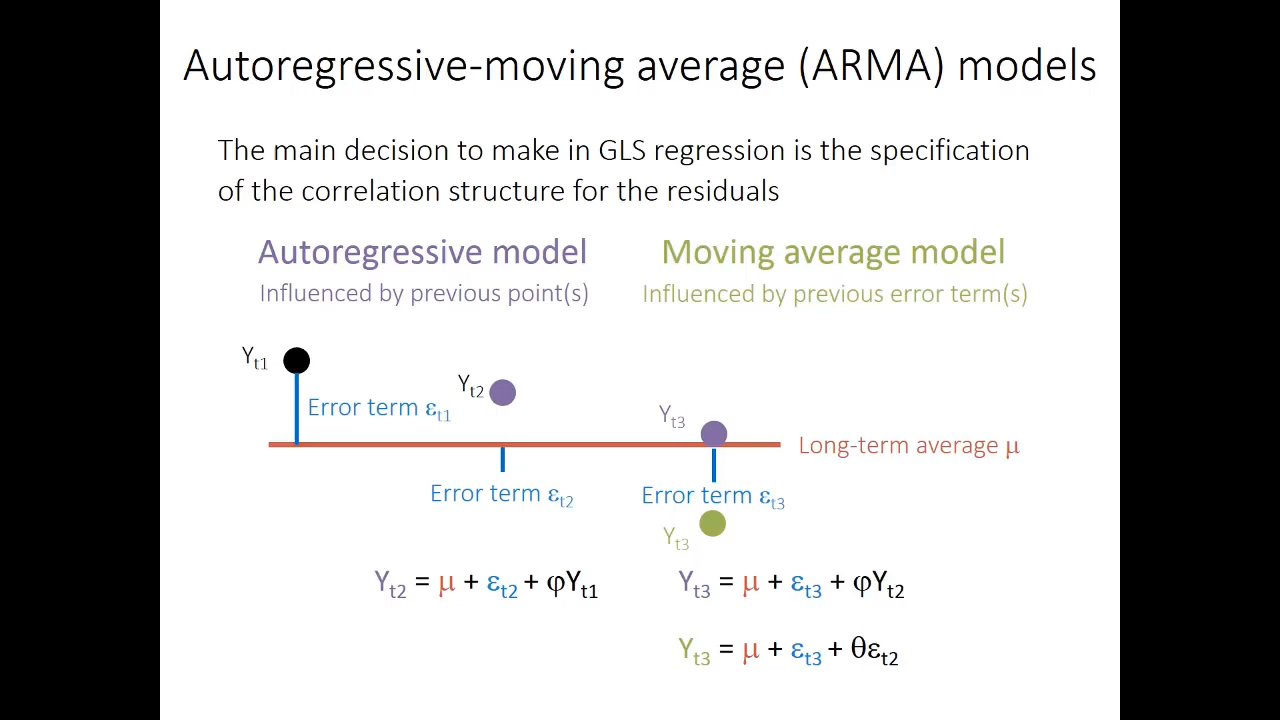 Autoregressive-moving average (ARMA) models
The main decision to make in GLS regression is the specification
of the correlation structure for the residuals
Autoregressive model
Influenced by previous point(s)
Moving average model
Influenced by previous error term(s)
Yt1
Error term εt1
Yt2
Yt3
Long-term average μ
Error term εt2
Error term εt3
Yt3
Yt2 = μ + εt2 + φYt1
Yt3 = μ + εt3 + φYt2
Yt3 = μ + εt3 + θεt2